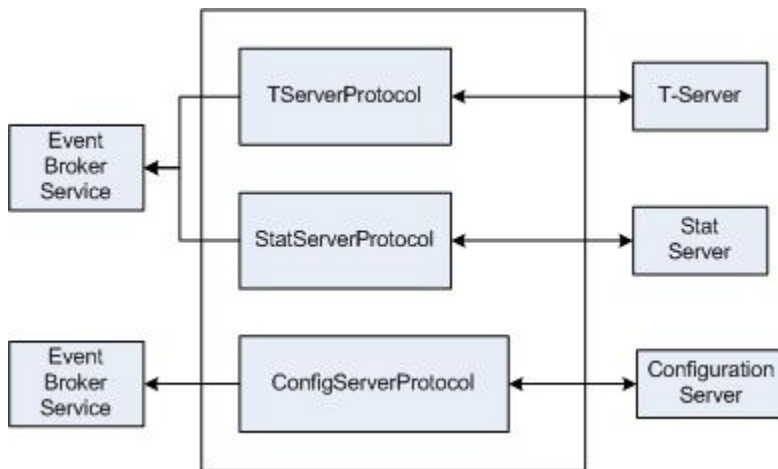 TServerProtocol
T-Server
Event
Broker
Service
StatServerProtocol
Stat
Server
Event
Broker
Service
ConfigServerProtocol
Configuration
Server